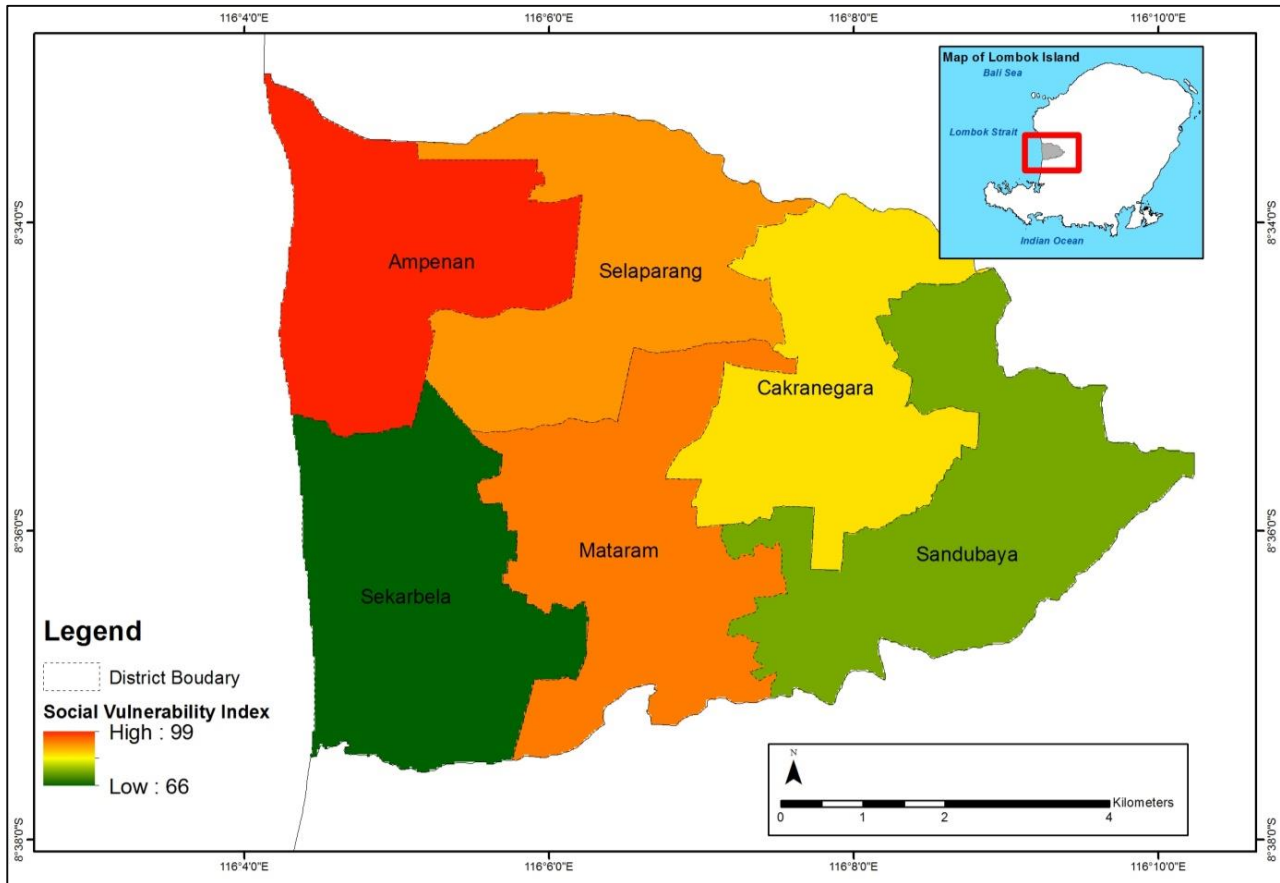 116°4'0"E
116°6'0"E
116°8'0"E
116°10'0"E
Map of Lombok Island
Bali Sea
Lombok Strait
Indian Ocean
8°34'0"S
8°34'0"S
Ampenan
Selaparang
Cakranegara
8°36'0"S
8°36'0"S
Mataram
Sandubaya
Sekarbela
Legend
District Boudary
Social Vulnerability Index
High : 99
Low : 66
N
Kilometers
0 1 2 4
8°38'0"S
8°38'0"S
116°4'0"E
116°6'0"E
116°8'0"E
116°10'0"E